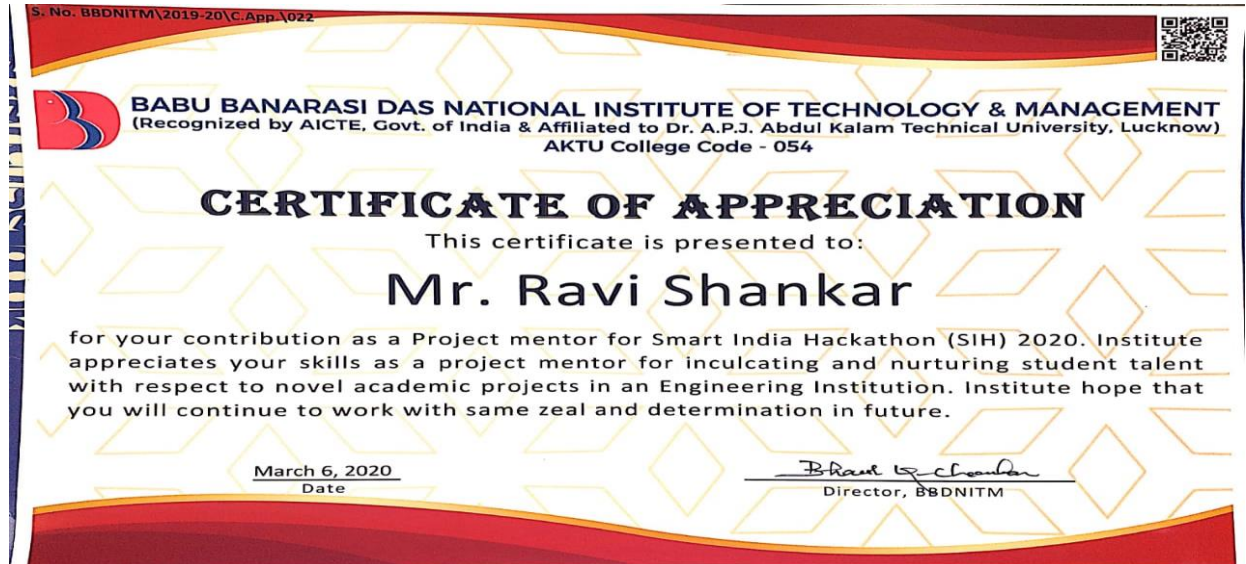 S. No. BBDNITM\2019-20\C.App.\022
BABU BANARASI DAS NATIONAL INSTITUTE OF TECHNOLOGY & MANAGEMENT
(Recognized by AICTE, Govt. of India & Affiliated to Dr. A.P.J. Abdul Kalam Technical University, Lucknow)
AKTU College Code - 054
CERTIFICATE OF APPRECIATION
This certificate is presented to:
Mr. Ravi Shankar
for your contribution as a Project mentor for Smart India Hackathon (SIH) 2020. Institute
appreciates your skills as a project mentor for inculcating and nurturing student talent
with respect to novel academic projects in an Engineering Institution. Institute hope that
you will continue to work with same zeal and determination in future.
March 6, 2020
Date
Director, BBDNITM